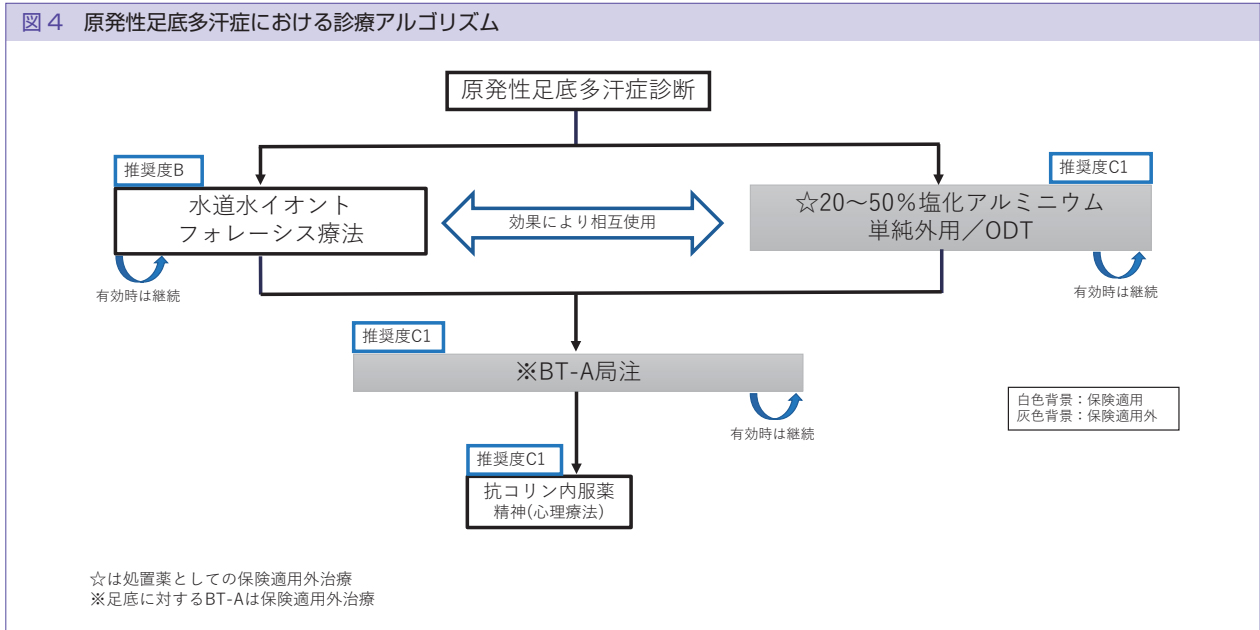 図4 原発性足底多汗症における診療アルゴリズム
原発性足底多汗症診断
推奨度B
水道水イオント
フォレーシス療法
有効時は継続
効果により相互使用
推奨度C1
☆20〜50%塩化アルミニウム
単純外用/ODT
有効時は継続
推奨度C1
※BT-A局注
有効時は継続
白色背景:保険適用
灰色背景:保険適用外
推奨度C1
抗コリン内服薬
精神(心理療法)
☆は処置薬としての保険適用外治療
※足底に対するBT-Aは保険適用外治療